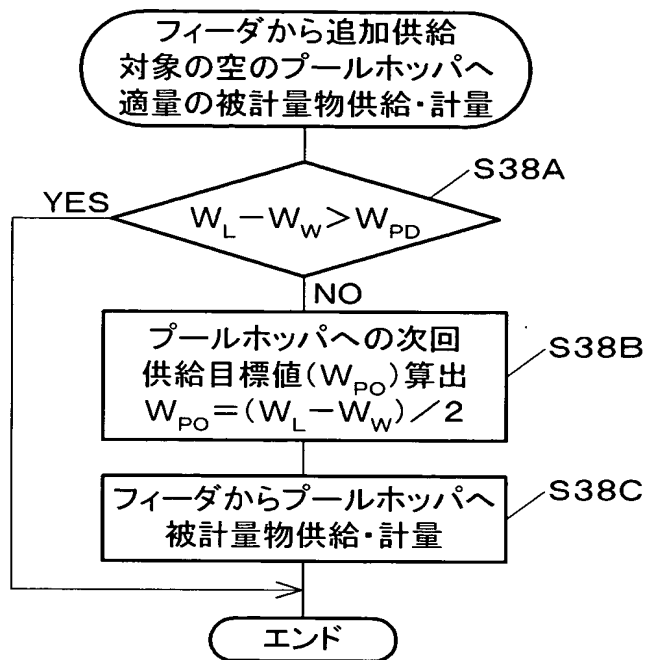 フィーダから追加供給
対象の空のプールホッパへ
適量の被計量物供給・計量
S38A
YES
W_L－W_W＞W_PD
NO
プールホッパへの次回
供給目標値(W_PO)算出
W_PO＝(W_L－W_W)／2
S38B
フィーダからプールホッパへ
被計量物供給・計量
S38C
エンド